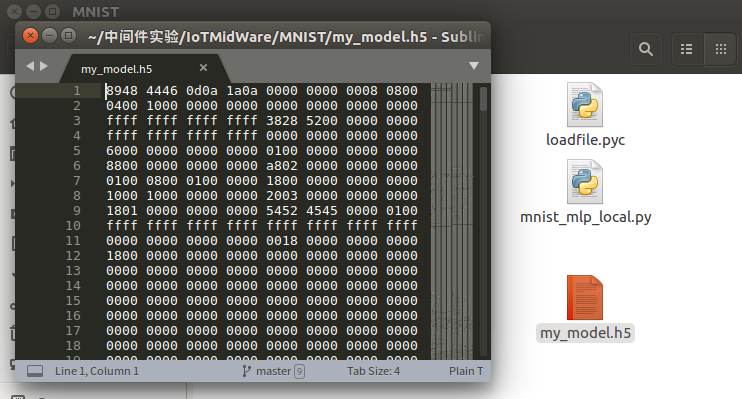 MNIST
~/中间件实验/IoTMidWare/MNIST/my_model.h5 - Sublin
my_model.h5 ×
1 8948 4446 0d0a 1a0a 0000 0000 0008 0800
2 0400 1000 0000 0000 0000 0000 0000 0000
3 ffff ffff ffff ffff 3828 5200 0000 0000
4 ffff ffff ffff ffff 0000 0000 0000 0000
5 6000 0000 0000 0000 0100 0000 0000 0000
6 8800 0000 0000 0000 a802 0000 0000 0000
7 0100 0800 0100 0000 1800 0000 0000 0000
8 1000 1000 0000 0000 2003 0000 0000 0000
9 1801 0000 0000 0000 5452 4545 0000 0100
10 ffff ffff ffff ffff ffff ffff ffff ffff
11 0000 0000 0000 0000 0018 0000 0000 0000
12 1800 0000 0000 0000 0000 0000 0000 0000
13 0000 0000 0000 0000 0000 0000 0000 0000
14 0000 0000 0000 0000 0000 0000 0000 0000
15 0000 0000 0000 0000 0000 0000 0000 0000
16 0000 0000 0000 0000 0000 0000 0000 0000
17 0000 0000 0000 0000 0000 0000 0000 0000
18 0000 0000 0000 0000 0000 0000 0000 0000
Line 1, Column 1 master 9 Tab Size: 4 Plain T
loadfile.pyc
mnist_mlp_local.py
my_model.h5